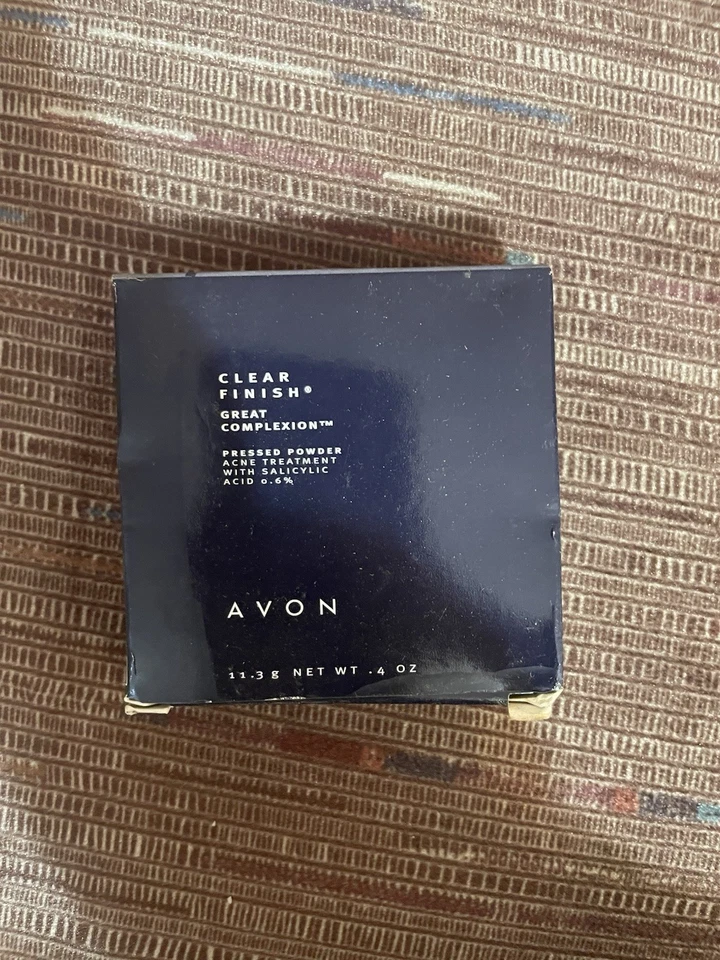 CLEAR
FINISH®
GREAT
COMPLEXION™
PRESSED POWDER
ACNE TREATMENT
WITH SALICYLIC
ACID 0.6%
AVON
11.3 g NET WT .4 OZ